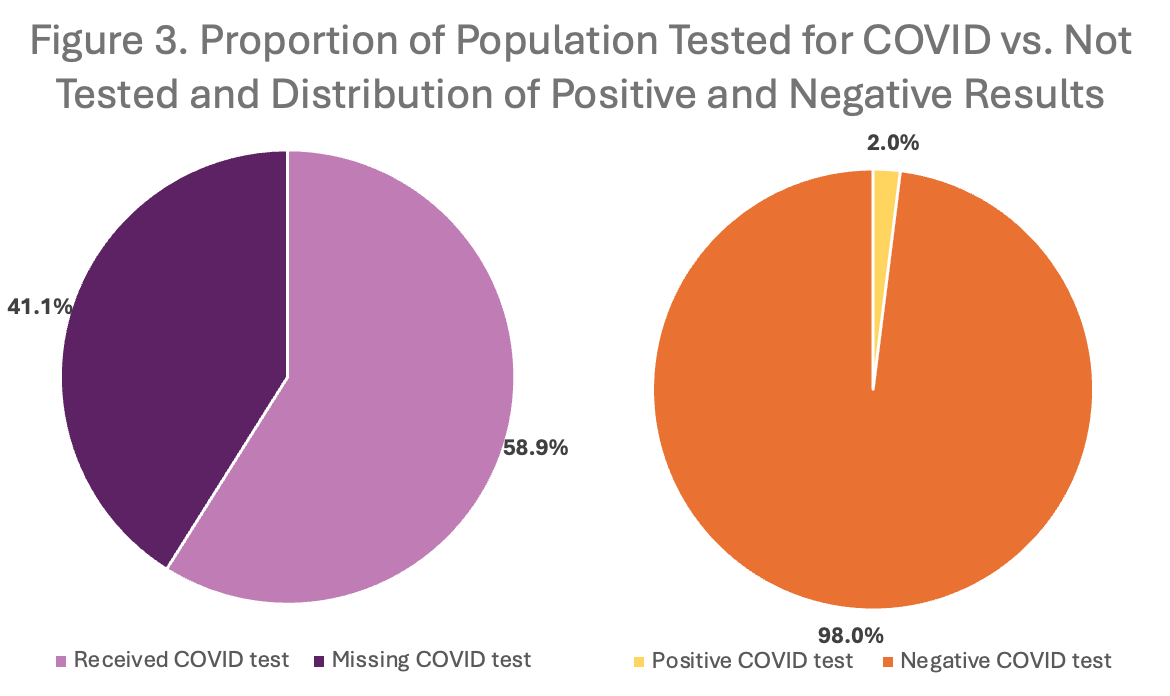 Figure 3. Proportion of Population Tested for COVID vs. Not
Tested and Distribution of Positive and Negative Results
2.0%
41.1%
58.9%
98.0%
Received COVID test
Missing COVID test
Positive COVID test
Negative COVID test